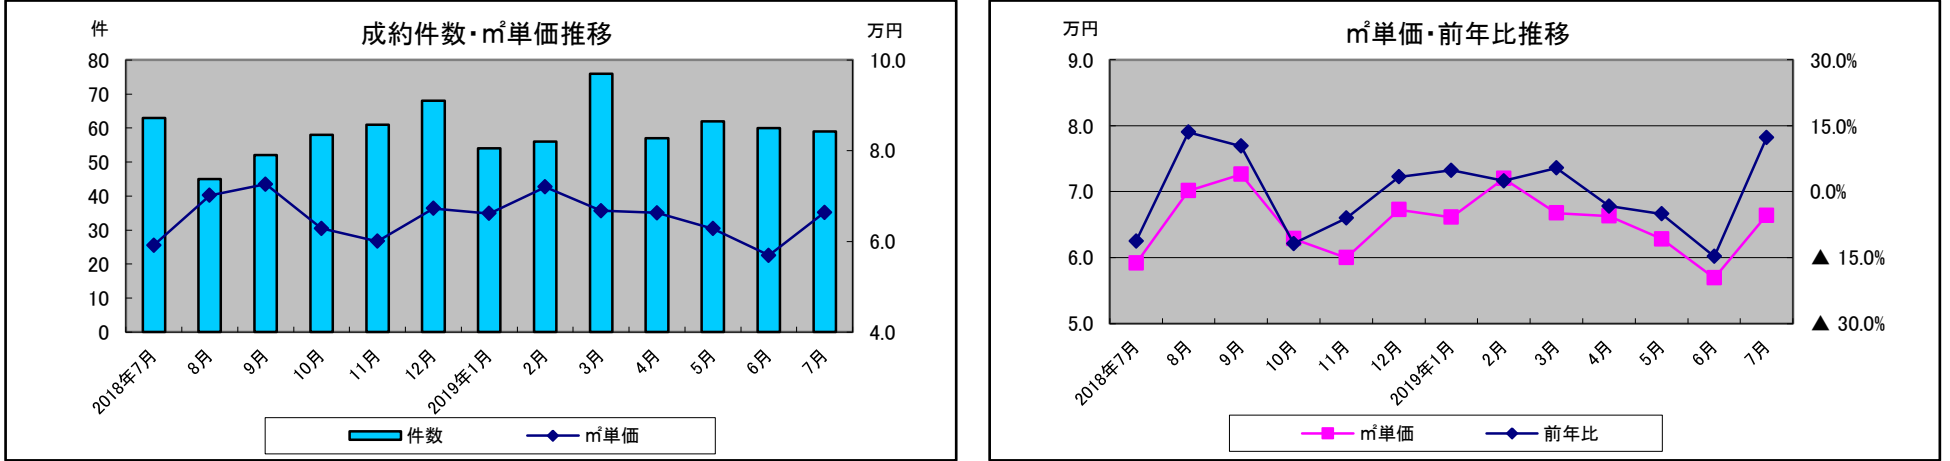 件
成約件数・㎡単価推移
万円
80
70
60
50
40
30
20
10
0
10.0
8.0
6.0
4.0
2018年7月
8月
9月
10月
11月
12月
2019年1月
2月
3月
4月
5月
6月
7月
件数
㎡単価
万円
㎡単価・前年比推移
9.0
8.0
7.0
6.0
5.0
30.0%
15.0%
0.0%
▲ 15.0%
▲ 30.0%
2018年7月
8月
9月
10月
11月
12月
2019年1月
2月
3月
4月
5月
6月
7月
㎡単価
前年比